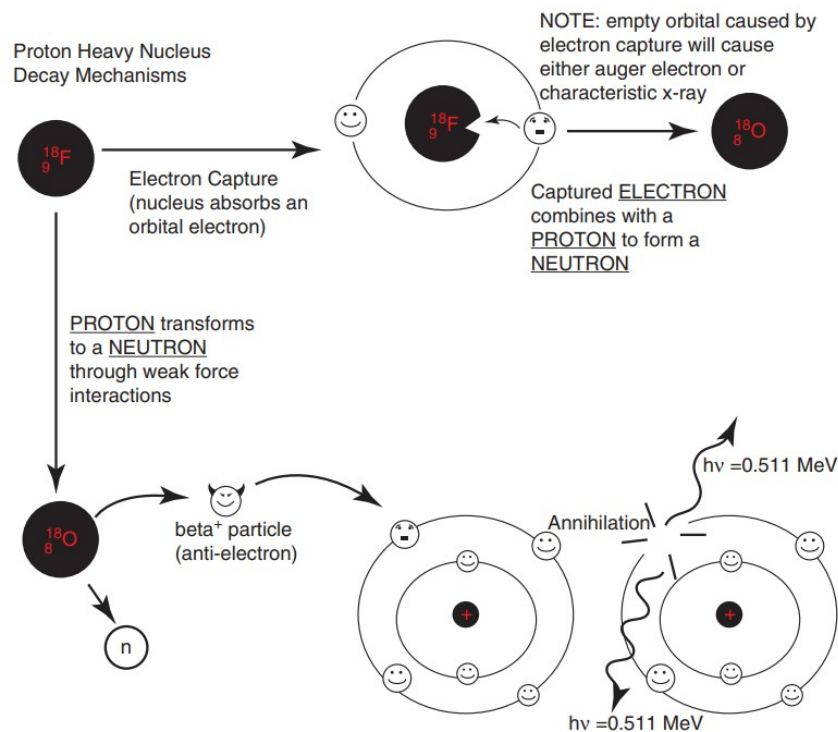 Proton Heavy Nucleus
Decay Mechanisms
18
9F
Electron Capture
(nucleus absorbs an
orbital electron)
18
9F
NOTE: empty orbital caused by
electron capture will cause
either auger electron or
characteristic x-ray
18
8O
Captured ELECTRON
combines with a
PROTON to form a
NEUTRON
PROTON transforms
to a NEUTRON
through weak force
interactions
18
8O
n
beta⁺ particle
(anti-electron)
+
Annihilation
hν =0.511 MeV
+
hν =0.511 MeV